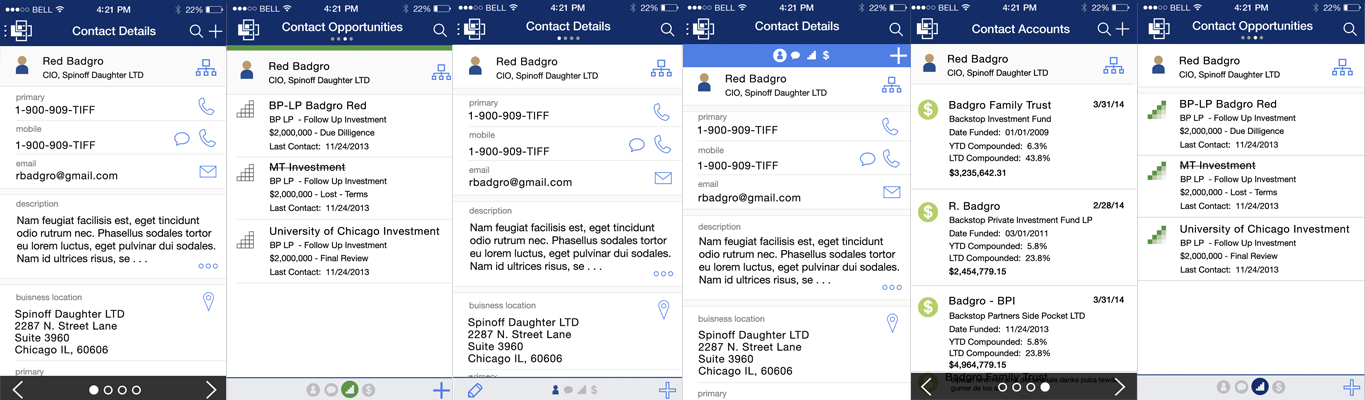 BELL 4:21 PM 22%
Contact Details
Red Badgro
CIO, Spinoff Daughter LTD
primary
1-900-909-TIFF
mobile
1-900-909-TIFF
email
rbadgro@gmail.com
description
Nam feugiat facilisis est, eget tincidunt
odio rutrum nec. Phasellus sodales tortor
eu lorem luctus, eget pulvinar dui sodales.
Nam id ultrices risus, se . . .
buisness location
Spinoff Daughter LTD
2287 N. Street Lane
Suite 3960
Chicago IL, 60606
primary
BELL 4:21 PM 22%
Contact Opportunities
Red Badgro
CIO, Spinoff Daughter LTD
BP-LP Badgro Red
BP LP - Follow Up Investment
$2,000,000 - Due Dilligence
Last Contact: 11/24/2013
MT Investment
BP LP - Follow Up Investment
$2,000,000 - Lost - Terms
Last Contact: 11/24/2013
University of Chicago Investment
BP LP - Follow Up Investment
$2,000,000 - Final Review
Last Contact: 11/24/2013
$
BELL 4:21 PM 22%
Contact Details
Red Badgro
CIO, Spinoff Daughter LTD
primary
1-900-909-TIFF
mobile
1-900-909-TIFF
email
rbadgro@gmail.com
description
Nam feugiat facilisis est, eget tincidunt
odio rutrum nec. Phasellus sodales tortor
eu lorem luctus, eget pulvinar dui sodales.
Nam id ultrices risus, se . . .
buisness location
Spinoff Daughter LTD
2287 N. Street Lane
Suite 3960
Chicago IL, 60606
primary
$
BELL 4:21 PM 22%
Contact Details
$
Red Badgro
CIO, Spinoff Daughter LTD
primary
1-900-909-TIFF
mobile
1-900-909-TIFF
email
rbadgro@gmail.com
description
Nam feugiat facilisis est, eget tincidunt
odio rutrum nec. Phasellus sodales tortor
eu lorem luctus, eget pulvinar dui sodales.
Nam id ultrices risus, se . . .
buisness location
Spinoff Daughter LTD
2287 N. Street Lane
Suite 3960
Chicago IL, 60606
primary
BELL 4:21 PM 22%
Contact Accounts
Red Badgro
CIO, Spinoff Daughter LTD
$
Badgro Family Trust 3/31/14
Backstop Investment Fund
Date Funded: 01/01/2009
YTD Compounded: 6.3%
LTD Compounded: 43.8%
$3,235,642.31
$
R. Badgro 2/28/14
Backstop Private Investment Fund LP
Date Funded: 03/01/2011
YTD Compounded: 5.8%
LTD Compounded: 23.8%
$2,454,779.15
$
Badgro - BPI 3/31/14
Backstop Partners Side Pocket LTD
Date Funded: 11/24/2013
YTD Compounded: 5.8%
LTD Compounded: 23.8%
$4,964,779.15
Badgro Family Trust
BELL 4:21 PM 22%
Contact Opportunities
Red Badgro
CIO, Spinoff Daughter LTD
BP-LP Badgro Red
BP LP - Follow Up Investment
$2,000,000 - Due Dilligence
Last Contact: 11/24/2013
MT Investment
BP LP - Follow Up Investment
$2,000,000 - Lost - Terms
Last Contact: 11/24/2013
University of Chicago Investment
BP LP - Follow Up Investment
$2,000,000 - Final Review
Last Contact: 11/24/2013
$